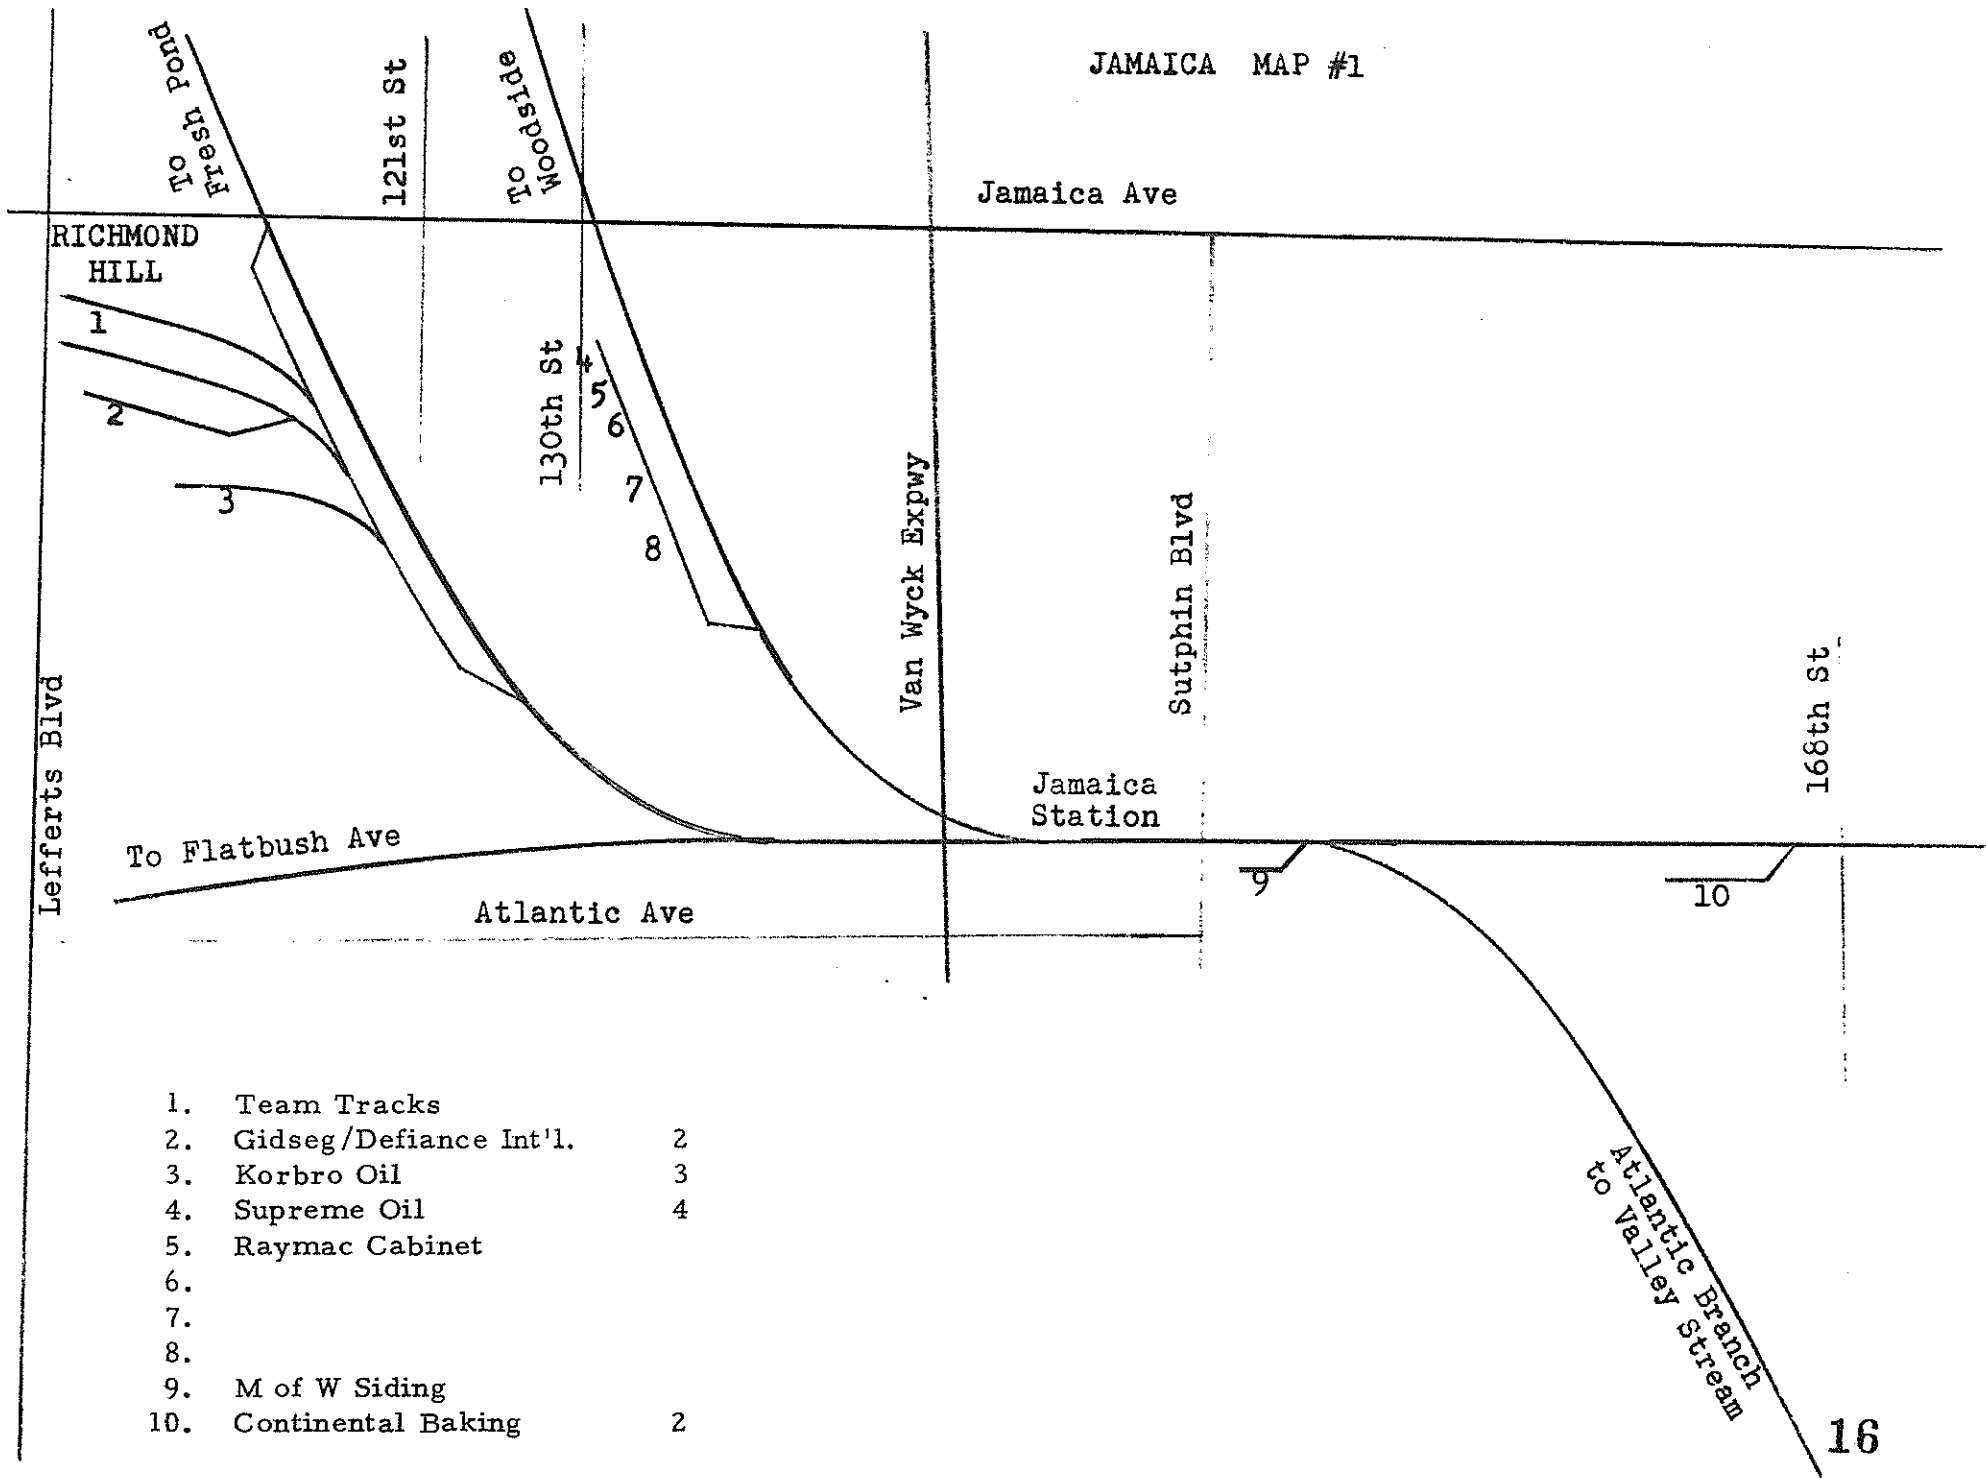 JAMAICA MAP #1
To
Fresh Pond
121st St
To
Woodside
Jamaica Ave
RICHMOND
HILL
1
2
3
130th St
4
5
6
7
8
Van Wyck Expwy
Sutphin Blvd
168th St
Lefferts Blvd
Jamaica
Station
To Flatbush Ave
9
10
Atlantic Ave
Atlantic Branch
to Valley Stream
1. Team Tracks
2. Gidseg/Defiance Int'l. 2
3. Korbro Oil 3
4. Supreme Oil 4
5. Raymac Cabinet
6.
7.
8.
9. M of W Siding
10. Continental Baking 2
16